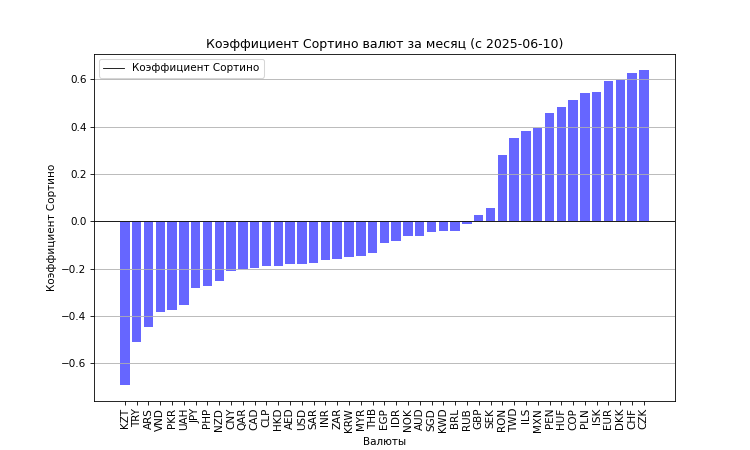 Коэффициент Сортино валют за месяц (с 2025-06-10)
Коэффициент Сортино
Коэффициент Сортино
0.6
0.4
0.2
0.0
−0.2
−0.4
−0.6
KZT
TRY
ARS
VND
PKR
UAH
JPY
PHP
NZD
CNY
QAR
CAD
CLP
HKD
AED
USD
SAR
INR
ZAR
KRW
MYR
THB
EGP
IDR
NOK
AUD
SGD
KWD
BRL
RUB
GBP
SEK
RON
TWD
ILS
MXN
PEN
HUF
COP
PLN
ISK
EUR
DKK
CHF
CZK
Валюты